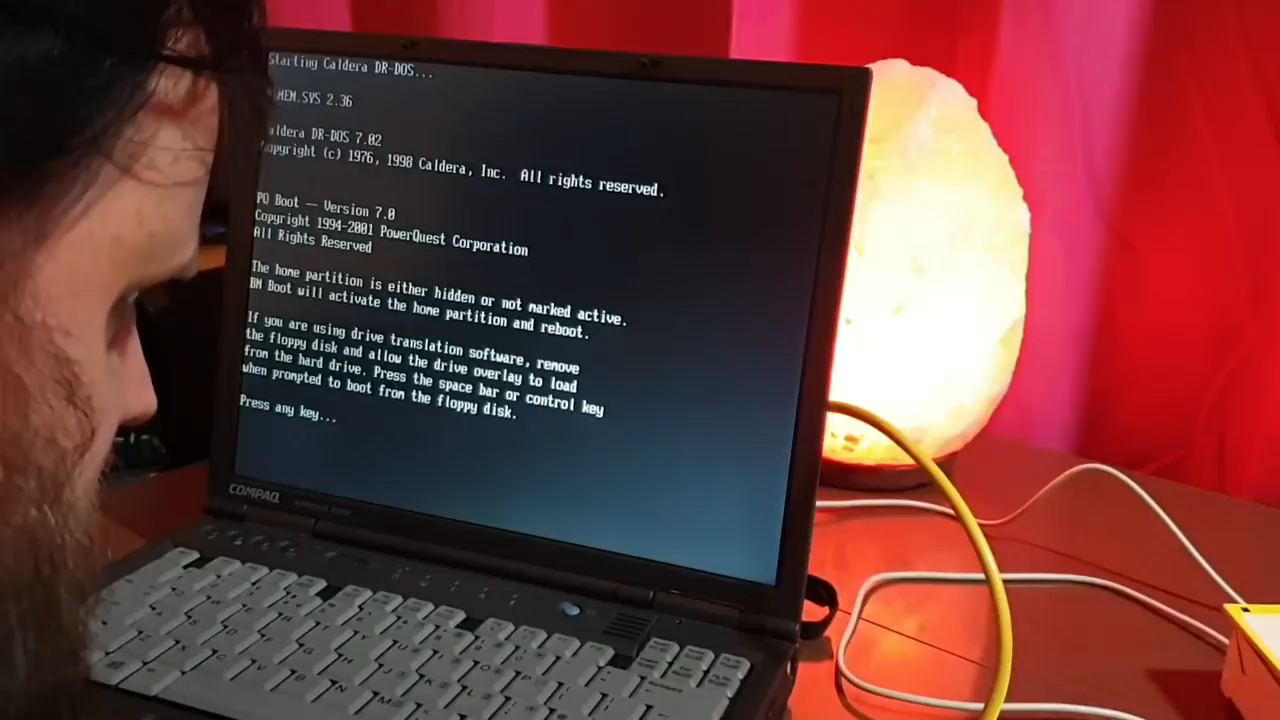 Starting Caldera DR-DOS...
MEM.SYS 2.36
aldera DR-DOS 7.02
opyright (c) 1976, 1998 Caldera, Inc. All rights reserved.
PQ Boot — Version 7.0
Copyright 1994-2001 PowerQuest Corporation
All Rights Reserved
The home partition is either hidden or not marked active.
BM Boot will activate the home partition and reboot.
If you are using drive translation software, remove
the floppy disk and allow the drive overlay to load
from the hard drive. Press the space bar or control key
when prompted to boot from the floppy disk.
Press any key...
COMPAQ